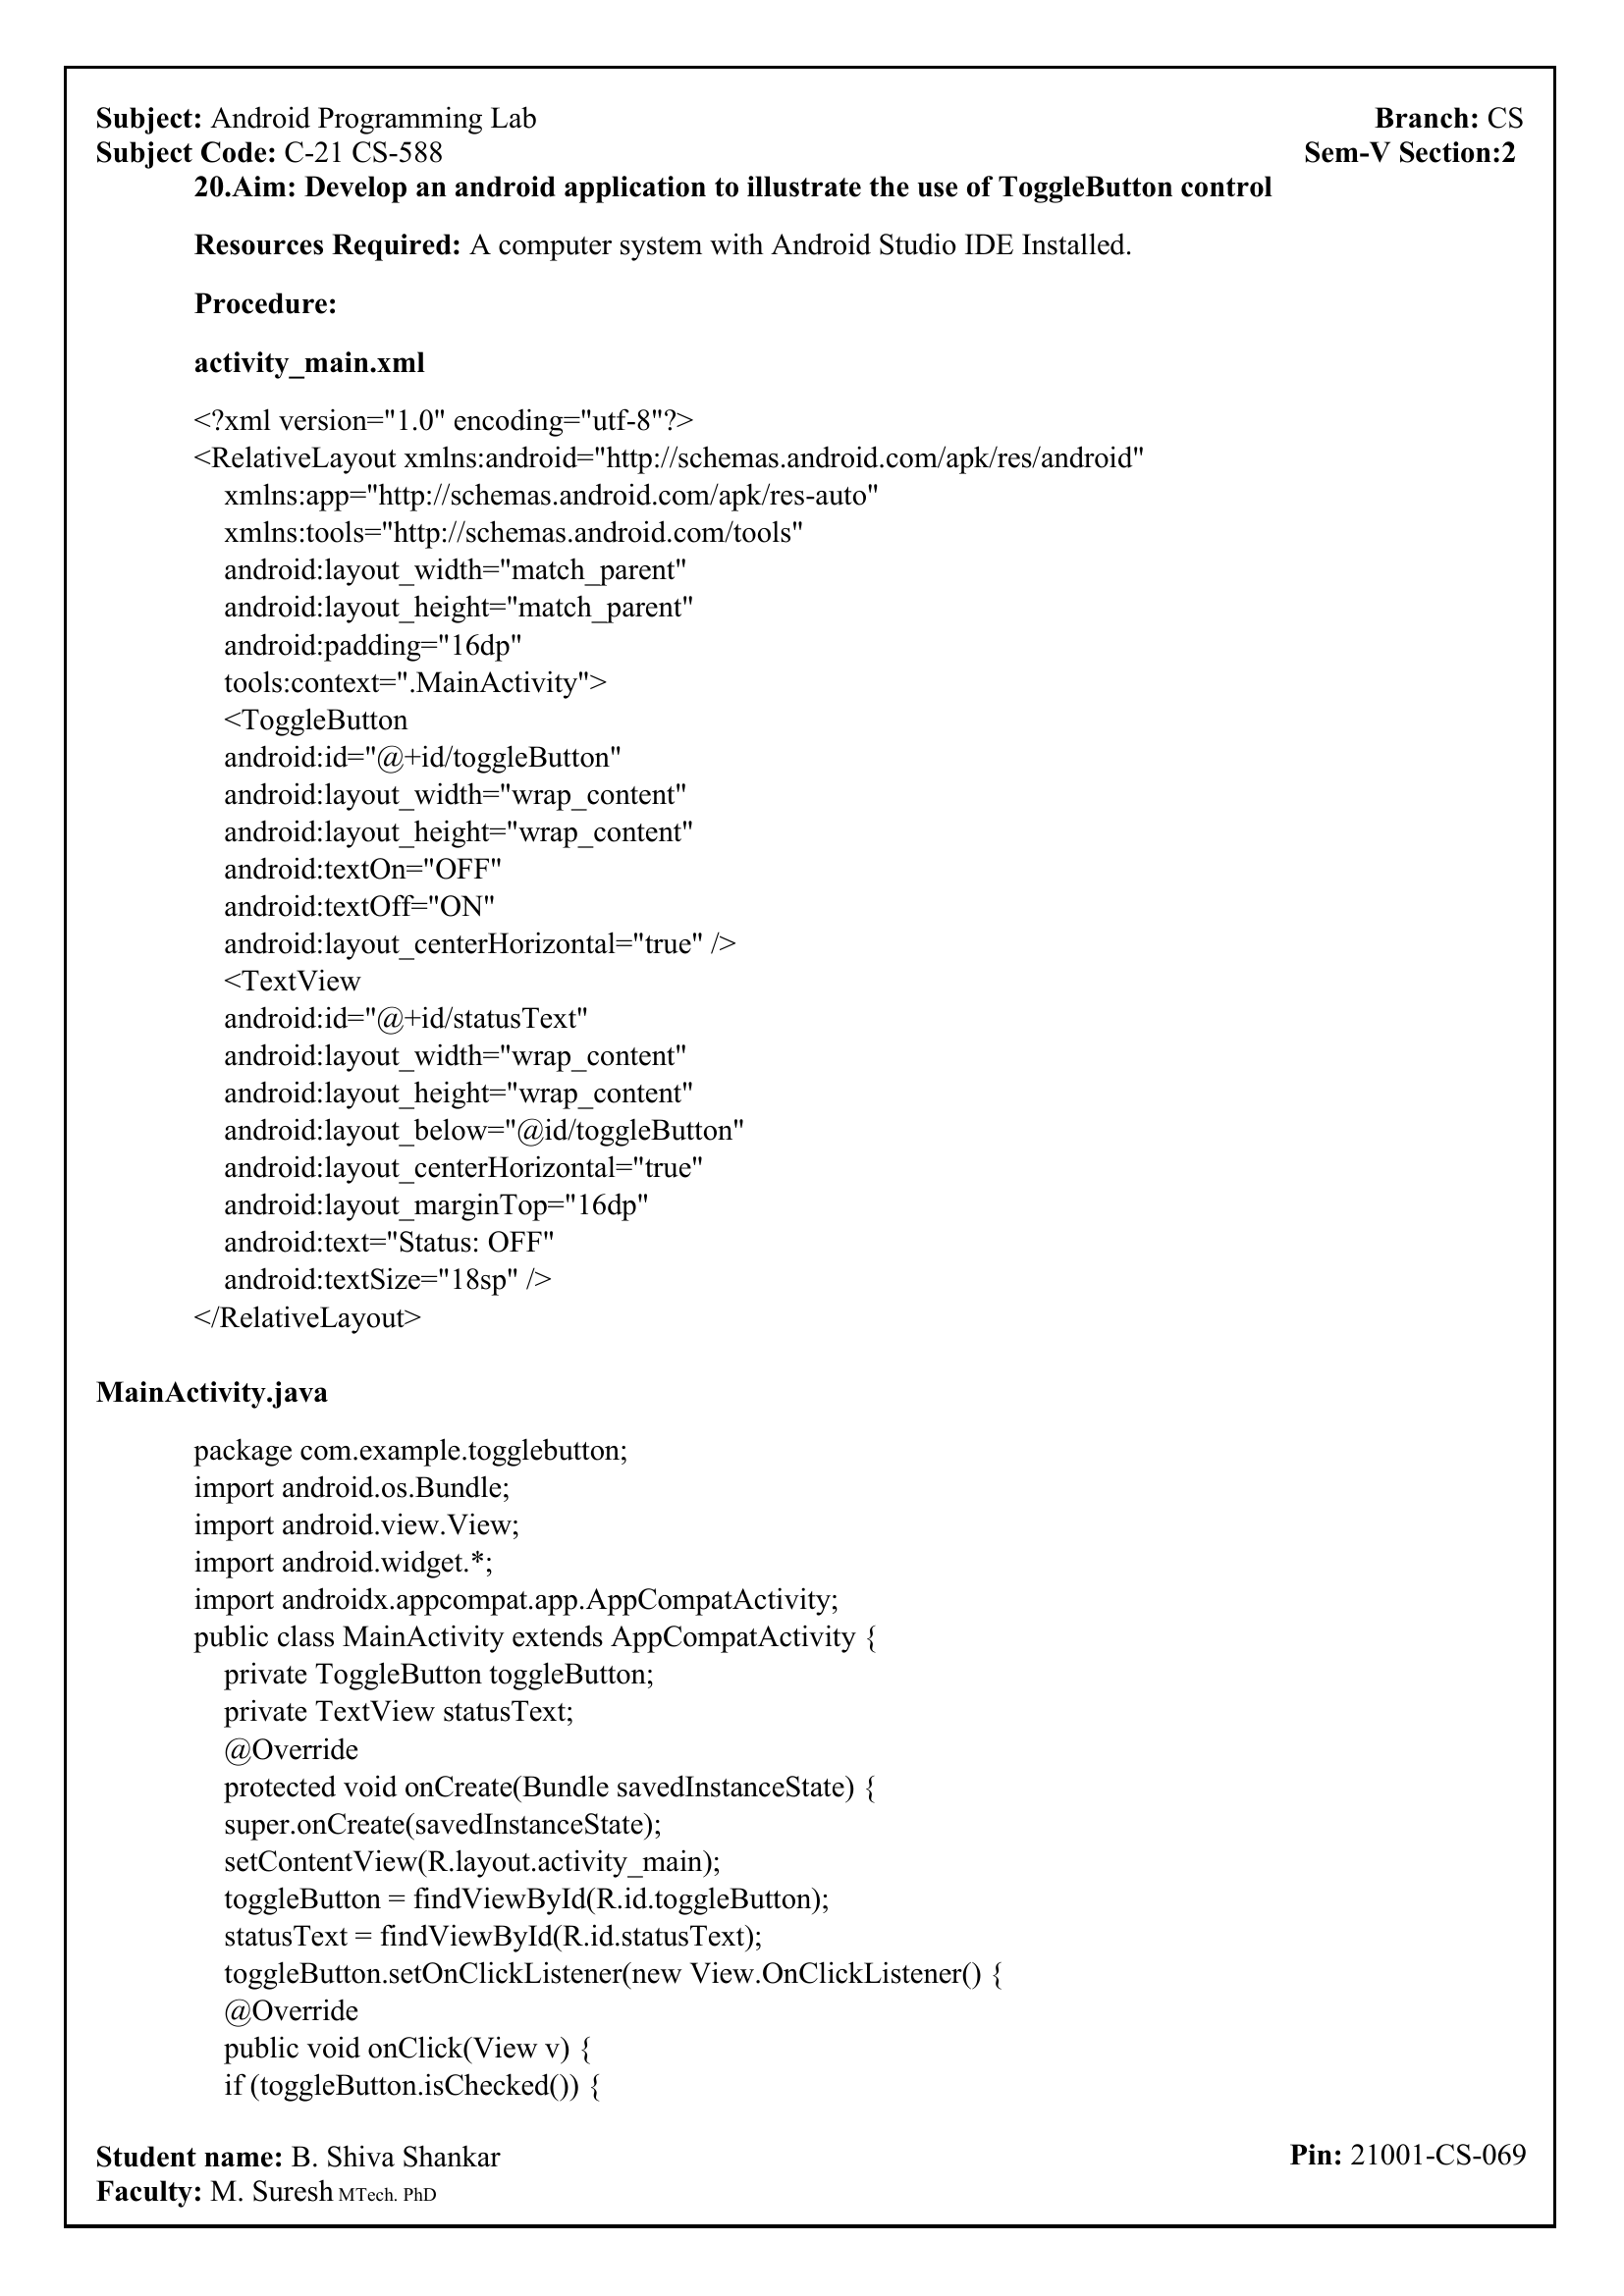 Subject: Android Programming Lab Branch: CS
Subject Code: C-21 CS-588 Sem-V Section:2
20.Aim: Develop an android application to illustrate the use of ToggleButton control
Resources Required: A computer system with Android Studio IDE Installed.
Procedure:
activity_main.xml
<?xml version="1.0" encoding="utf-8"?>
<RelativeLayout xmlns:android="http://schemas.android.com/apk/res/android"
xmlns:app="http://schemas.android.com/apk/res-auto"
xmlns:tools="http://schemas.android.com/tools"
android:layout_width="match_parent"
android:layout_height="match_parent"
android:padding="16dp"
tools:context=".MainActivity">
<ToggleButton
android:id="@+id/toggleButton"
android:layout_width="wrap_content"
android:layout_height="wrap_content"
android:textOn="OFF"
android:textOff="ON"
android:layout_centerHorizontal="true" />
<TextView
android:id="@+id/statusText"
android:layout_width="wrap_content"
android:layout_height="wrap_content"
android:layout_below="@id/toggleButton"
android:layout_centerHorizontal="true"
android:layout_marginTop="16dp"
android:text="Status: OFF"
android:textSize="18sp" />
</RelativeLayout>
MainActivity.java
package com.example.togglebutton;
import android.os.Bundle;
import android.view.View;
import android.widget.*;
import androidx.appcompat.app.AppCompatActivity;
public class MainActivity extends AppCompatActivity {
private ToggleButton toggleButton;
private TextView statusText;
@Override
protected void onCreate(Bundle savedInstanceState) {
super.onCreate(savedInstanceState);
setContentView(R.layout.activity_main);
toggleButton = findViewById(R.id.toggleButton);
statusText = findViewById(R.id.statusText);
toggleButton.setOnClickListener(new View.OnClickListener() {
@Override
public void onClick(View v) {
if (toggleButton.isChecked()) {
Student name: B. Shiva Shankar Pin: 21001-CS-069
Faculty: M. Suresh MTech. PhD